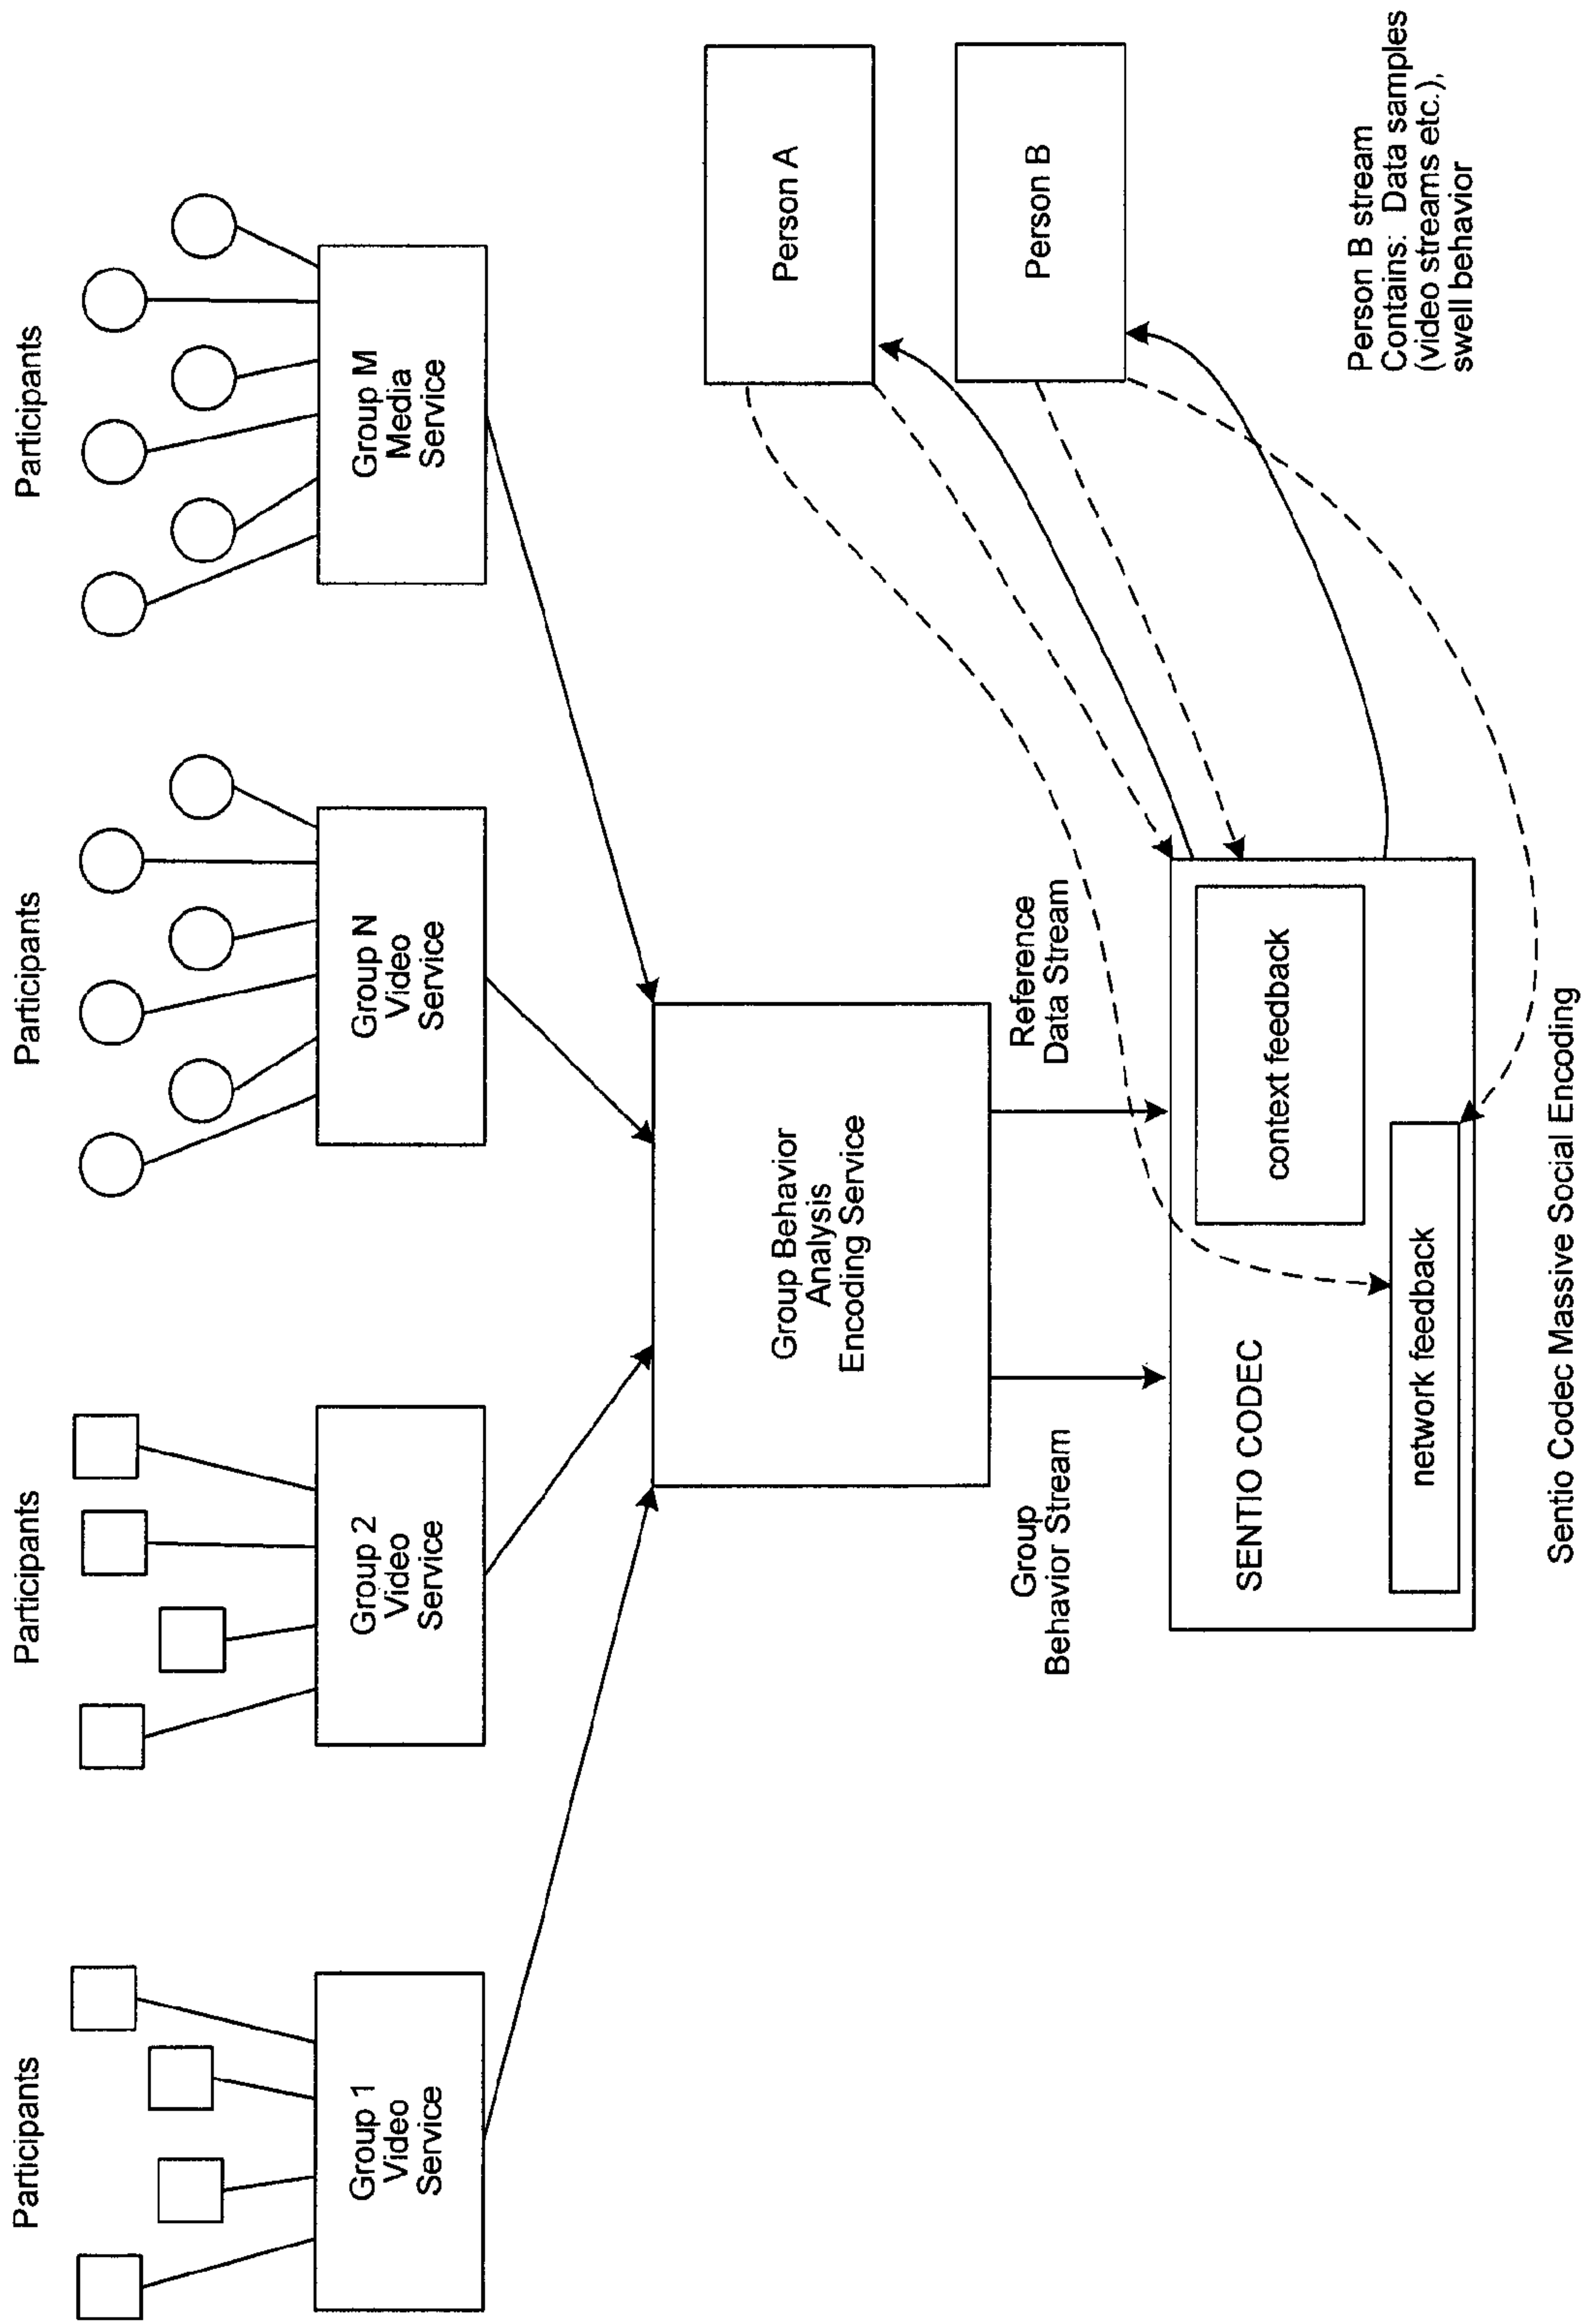 Participants
Participants
Participants
Participants
Group 1
Video
Service
Group 2
Video
Service
Group N
Video
Service
Group M
Media
Service
Group Behavior
Analysis
Encoding Service
Person A
Person B
Group
Behavior Stream
Reference
Data Stream
SENTIO CODEC
context feedback
network feedback
Person B stream
Contains: Data samples
(video streams etc.),
swell behavior
Sentio Codec Massive Social Encoding